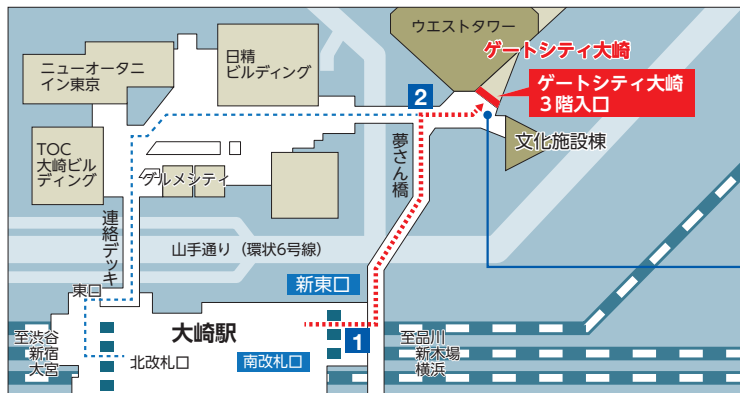 ウエストタワー
ゲートシティ大崎
日精
ビルディング
ニューオータニ
イン東京
ゲートシティ大崎
3階入口
2
文化施設棟
TOC
大崎ビル
ディング
グルメシティ
夢さん橋
連絡デッキ
山手通り（環状6号線）
新東口
東口
大崎駅
1
至渋谷
新宿
大宮
北改札口
南改札口
至品川
新木場
横浜